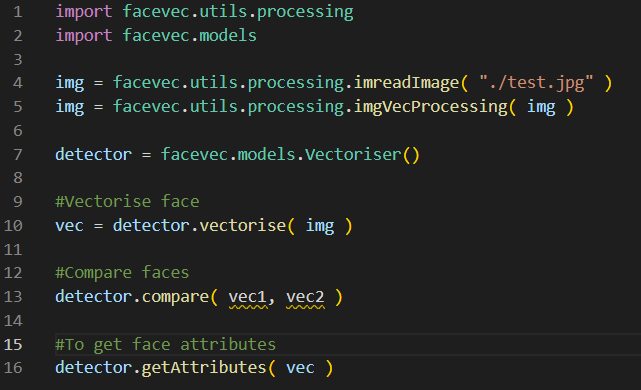 1 import facevec.utils.processing
2 import facevec.models
3
4 img = facevec.utils.processing.imreadImage( "./test.jpg" )
5 img = facevec.utils.processing.imgVecProcessing( img )
6
7 detector = facevec.models.Vectoriser()
8
9 #Vectorise face
10 vec = detector.vectorise( img )
11
12 #Compare faces
13 detector.compare( vec1, vec2 )
14
15 #To get face attributes
16 detector.getAttributes( vec )